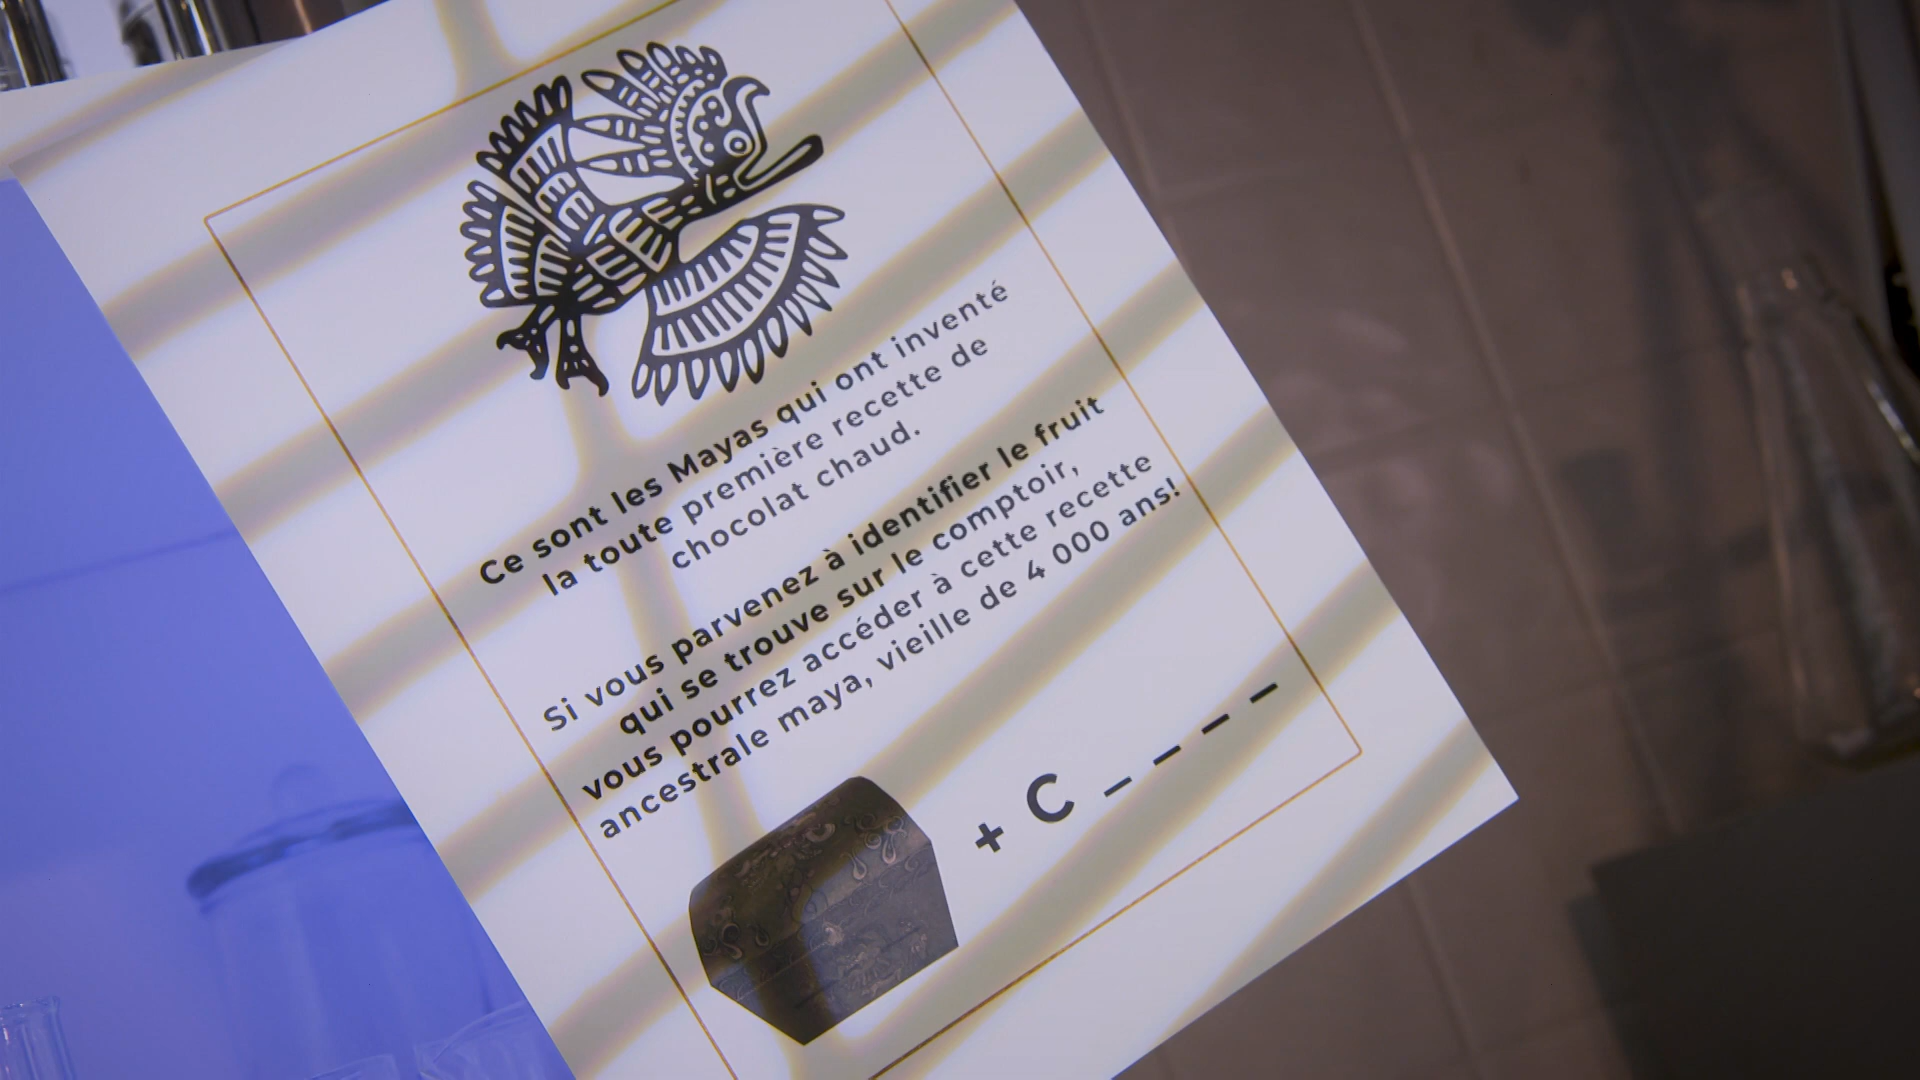 Ce sont les Mayas qui ont inventé
la toute première recette de
chocolat chaud.
Si vous parvenez à identifier le fruit
qui se trouve sur le comptoir,
vous pourrez accéder à cette recette
ancestrale maya, vieille de 4 000 ans!
+ C _ _ _ _